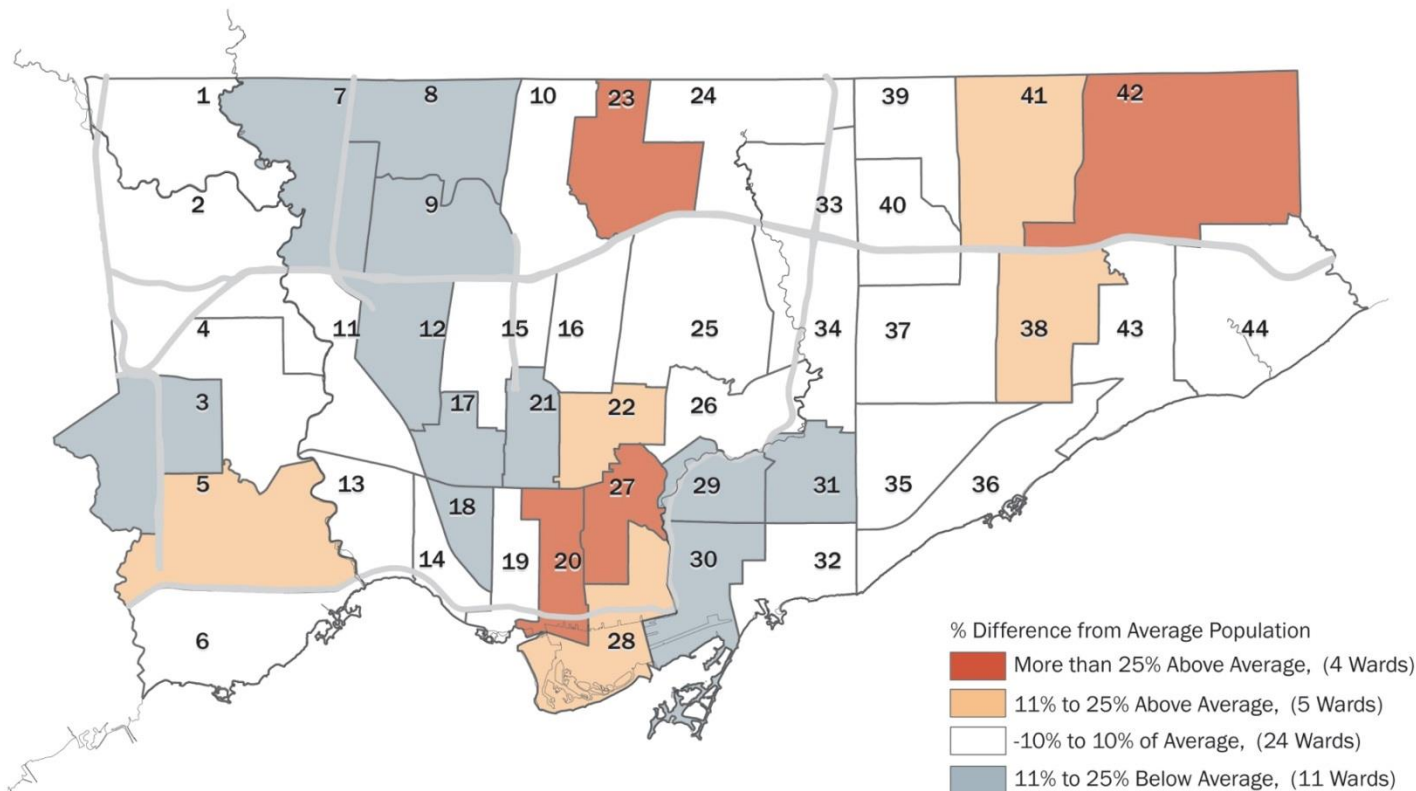 1 7 8 10 23 24 39 41 42
2 9 33 40
4 11 12 15 16 25 34 37 38 43 44
3 17 21 22 26
5 13 18 27 29 31 35 36
14 19 20 30 32
6 28
% Difference from Average Population
More than 25% Above Average, (4 Wards)
11% to 25% Above Average, (5 Wards)
-10% to 10% of Average, (24 Wards)
11% to 25% Below Average, (11 Wards)